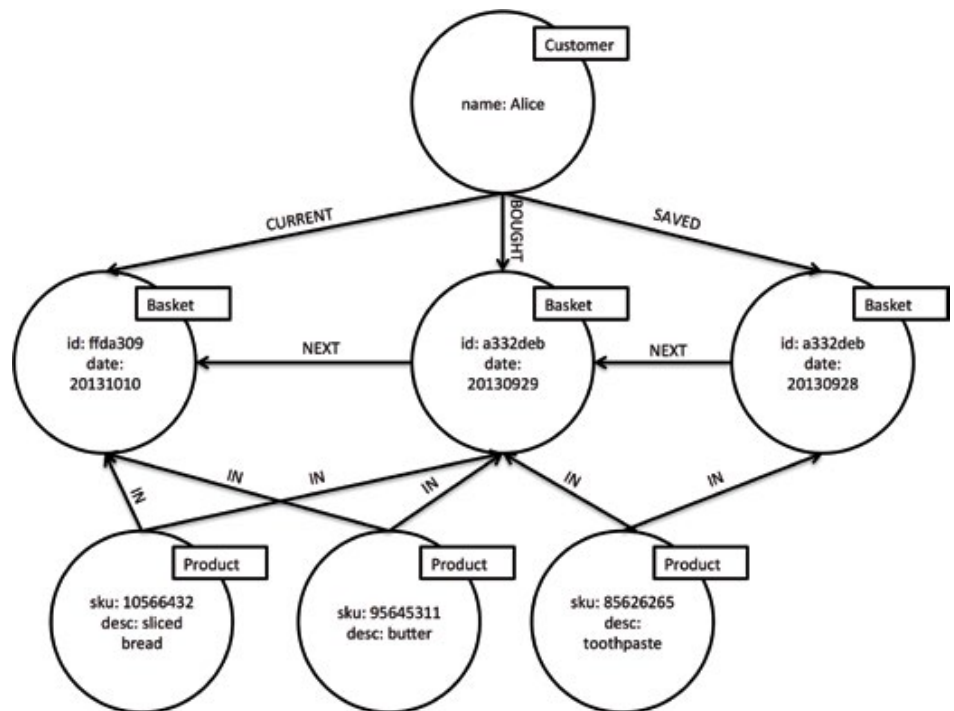 Customer
name: Alice
CURRENT
BOUGHT
SAVED
Basket
id: ffda309
date:
20131010
NEXT
Basket
id: a332deb
date:
20130929
NEXT
Basket
id: a332deb
date:
20130928
IN
IN
IN
IN
IN
IN
Product
sku: 10566432
desc: sliced
bread
Product
sku: 95645311
desc: butter
Product
sku: 85626265
desc:
toothpaste